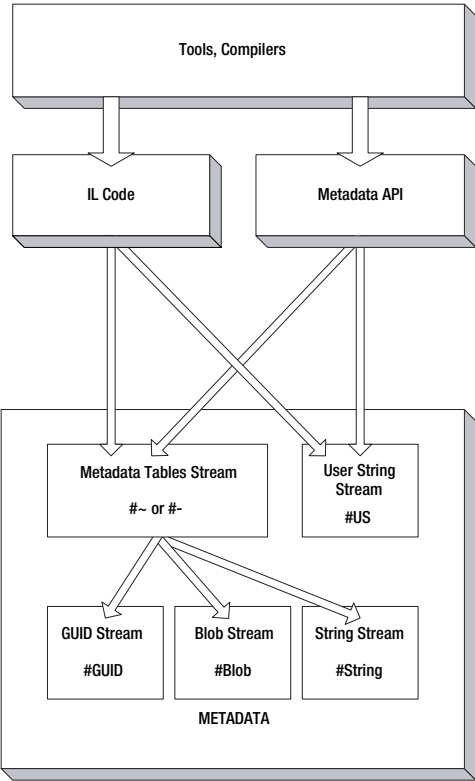 Tools, Compilers
IL Code
Metadata API
Metadata Tables Stream
#~ or #-
User String
Stream
#US
GUID Stream
#GUID
Blob Stream
#Blob
String Stream
#String
METADATA